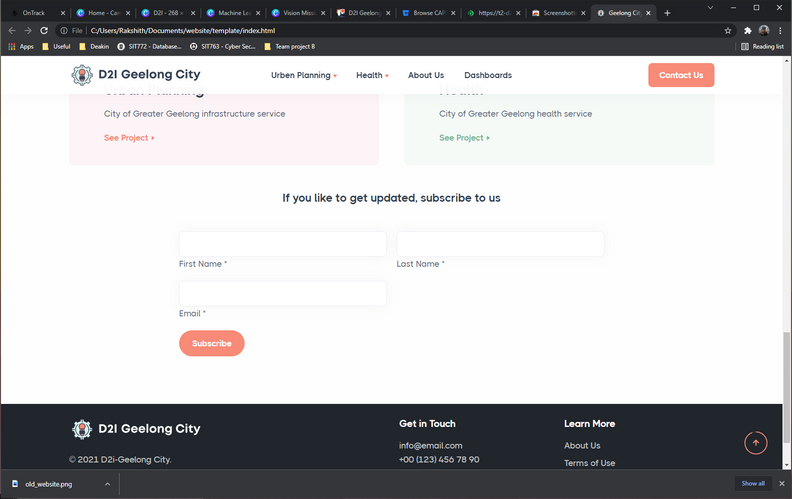 OnTrack
Home - Can
D2I - 268 ×
Machine Lea
Vision Missi
D2I Geelong
Browse CAP
https://t2-d
Screenshott
Geelong City
File
C:/Users/Rakshith/Documents/website/template/index.html
Apps
Useful
Deakin
SIT772 - Database...
SIT763 - Cyber Sec...
Team project B
Reading list
D2I Geelong City
Urban Planning
Health
About Us
Dashboards
Contact Us
City of Greater Geelong infrastructure service
City of Greater Geelong health service
See Project
See Project
If you like to get updated, subscribe to us
First Name *
Last Name *
Email *
Subscribe
D2I Geelong City
Get in Touch
Learn More
info@email.com
About Us
© 2021 D2i-Geelong City.
+00 (123) 456 78 90
Terms of Use
old_website.png
Show all